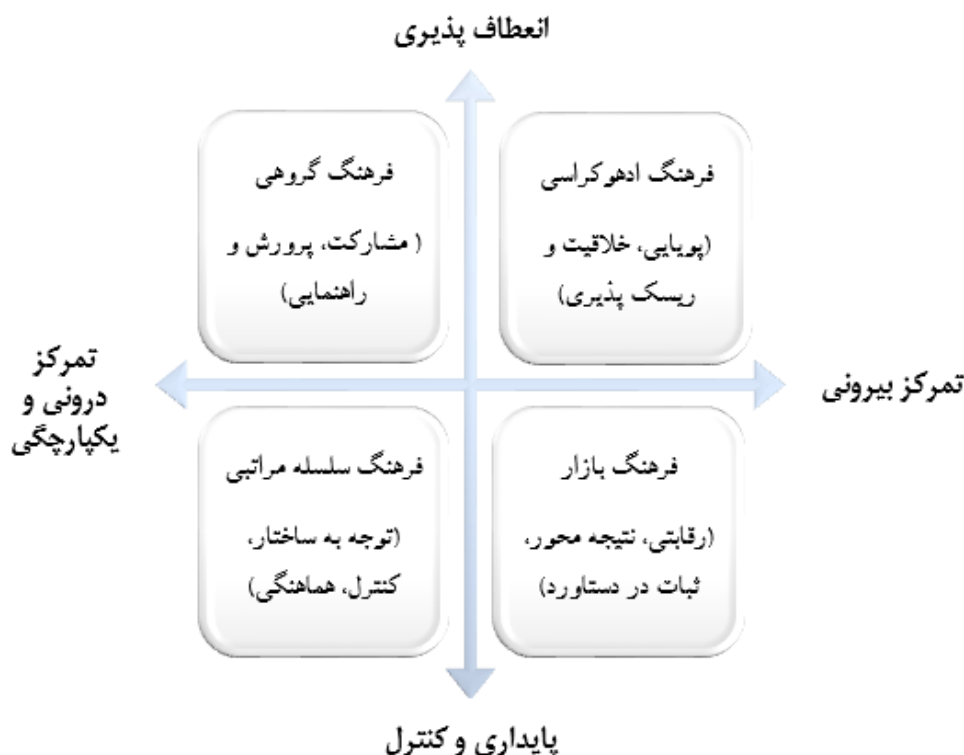 انعطاف پذیری
فرهنگ ادهوکراسی
(پویایی، خلاقیت و
ریسک پذیری)
فرهنگ گروهی
( مشارکت، پرورش و
راهنمایی)
تمرکز بیرونی
تمرکز
درونی و
یکپارچگی
فرهنگ بازار
(رقابتی، نتیجه محور،
ثبات در دستاورد)
فرهنگ سلسله مراتبی
(توجه به ساختار،
کنترل، هماهنگی)
پایداری و کنترل